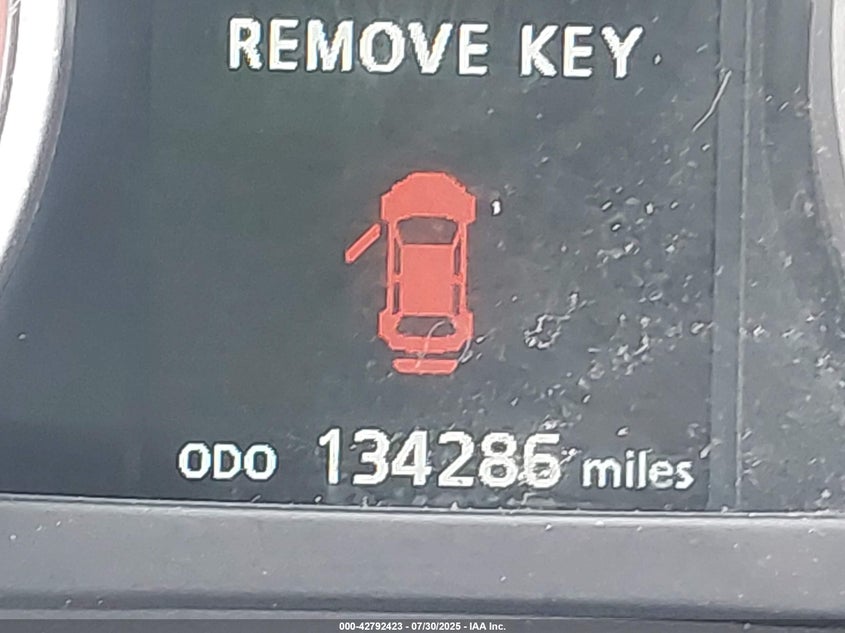 REMOVE KEY
ODO 134286 miles
000-42792423 - 07/30/2025 - IAA Inc.